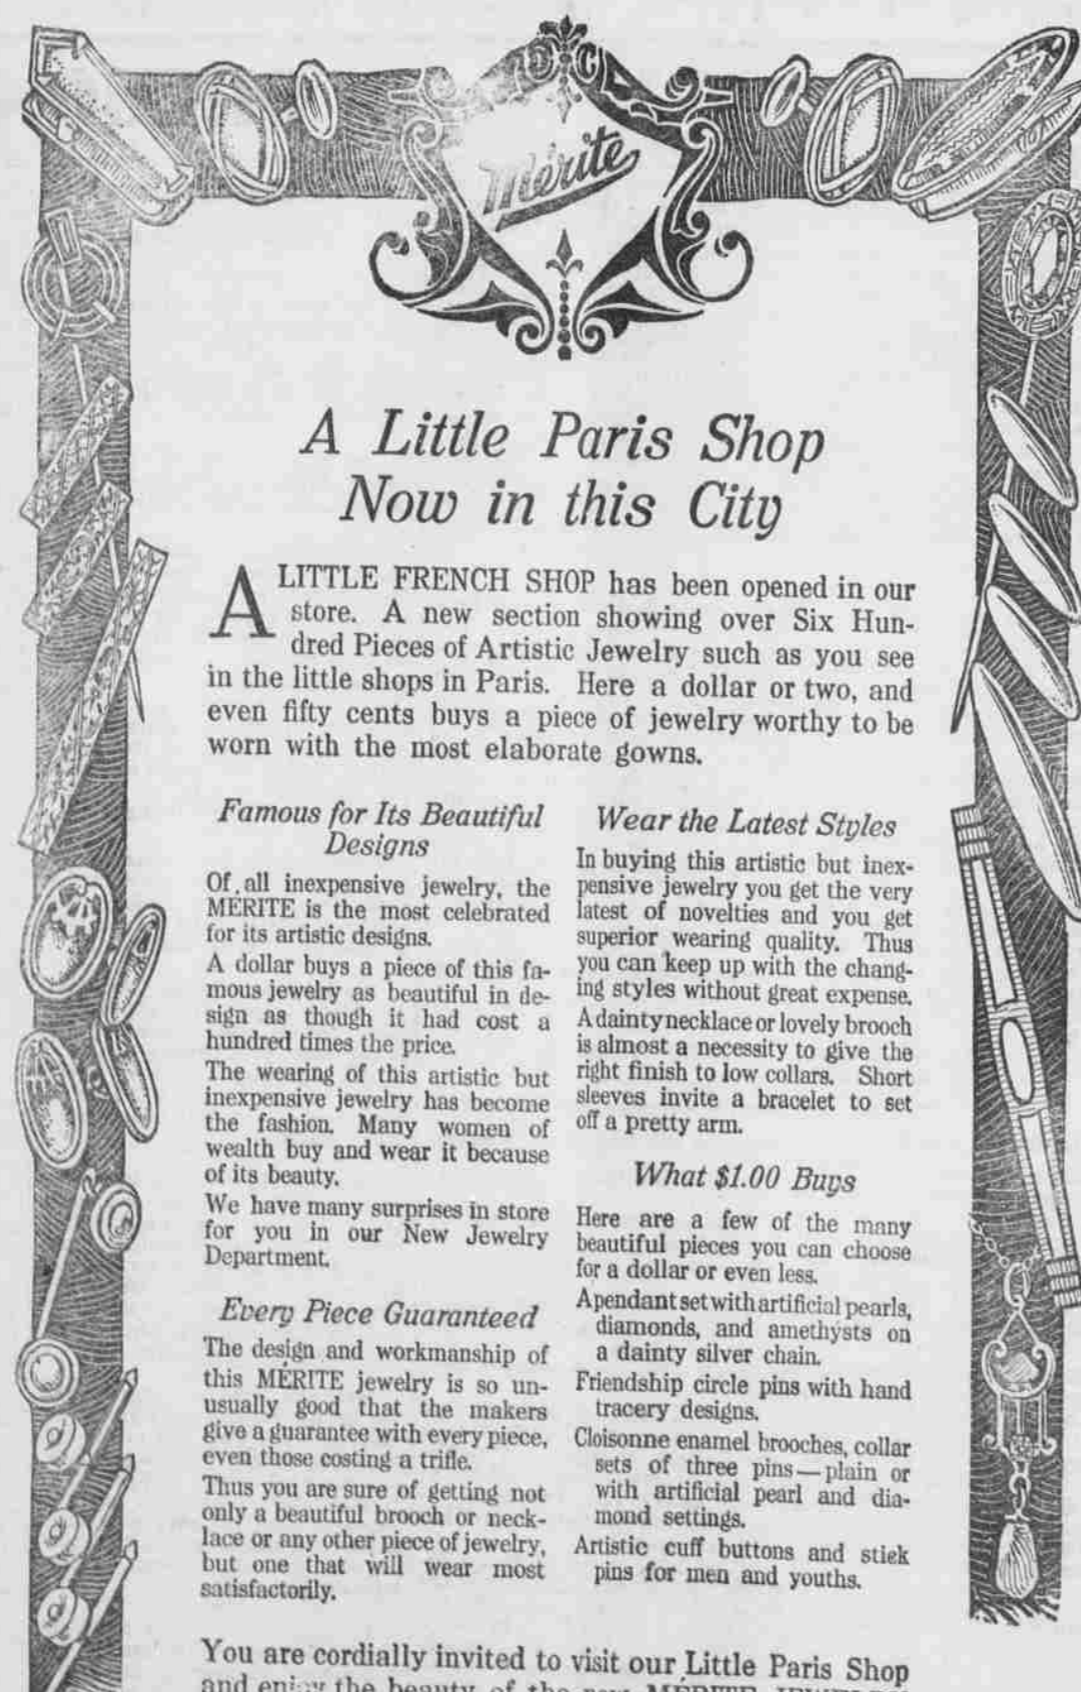 D C
Mérite
A Little Paris Shop
Now in this City
A LITTLE FRENCH SHOP has been opened in our
store. A new section showing over Six Hun-
dred Pieces of Artistic Jewelry such as you see
in the little shops in Paris. Here a dollar or two, and
even fifty cents buys a piece of jewelry worthy to be
worn with the most elaborate gowns.
Famous for Its Beautiful
Designs
Of all inexpensive jewelry, the
MÉRITE is the most celebrated
for its artistic designs.
A dollar buys a piece of this fa-
mous jewelry as beautiful in de-
sign as though it had cost a
hundred times the price.
The wearing of this artistic but
inexpensive jewelry has become
the fashion. Many women of
wealth buy and wear it because
of its beauty.
We have many surprises in store
for you in our New Jewelry
Department.
Every Piece Guaranteed
The design and workmanship of
this MÉRITE jewelry is so un-
usually good that the makers
give a guarantee with every piece,
even those costing a trifle.
Thus you are sure of getting not
only a beautiful brooch or neck-
lace or any other piece of jewelry,
but one that will wear most
satisfactorily.
Wear the Latest Styles
In buying this artistic but inex-
pensive jewelry you get the very
latest of novelties and you get
superior wearing quality. Thus
you can keep up with the chang-
ing styles without great expense.
A dainty necklace or lovely brooch
is almost a necessity to give the
right finish to low collars. Short
sleeves invite a bracelet to set
off a pretty arm.
What $1.00 Buys
Here are a few of the many
beautiful pieces you can choose
for a dollar or even less.
A pendant set with artificial pearls,
diamonds, and amethysts on
a dainty silver chain.
Friendship circle pins with hand
tracery designs.
Cloisonne enamel brooches, collar
sets of three pins—plain or
with artificial pearl and dia-
mond settings.
Artistic cuff buttons and stick
pins for men and youths.
You are cordially invited to visit our Little Paris Shop
and enjoy the beauty of the new MÉRITE JEWELRY